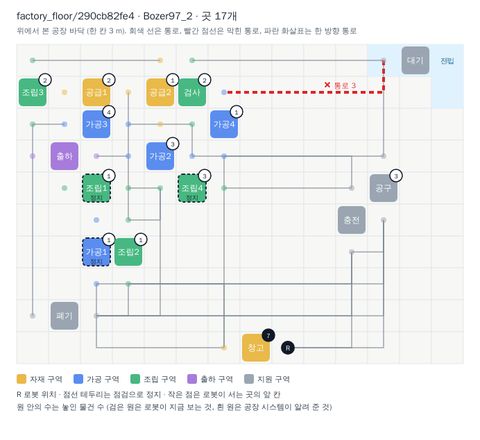 factory_floor/290cb82fe4 · Bozer97_2 · 곳 17개
위에서 본 공장 바닥 (한 칸 3 m). 회색 선은 통로, 빨간 점선은 막힌 통로, 파란 화살표는 한 방향 통로
대기 진입
조립3 2 공급1 2 공급2 1 검사 2 ✕ 통로 3
가공3 4 가공4 1
출하 가공2 3
조립1 1 정지 조립4 3 정지 공구 3
충전
가공1 1 정지 조립2 1
폐기
창고 7 R
자재 구역 가공 구역 조립 구역 출하 구역 지원 구역
R 로봇 위치 · 점선 테두리는 점검으로 정지 · 작은 점은 로봇이 서는 곳의 앞 칸
원 안의 수는 놓인 물건 수 (검은 원은 로봇이 지금 보는 것, 흰 원은 공장 시스템이 알려 준 것)